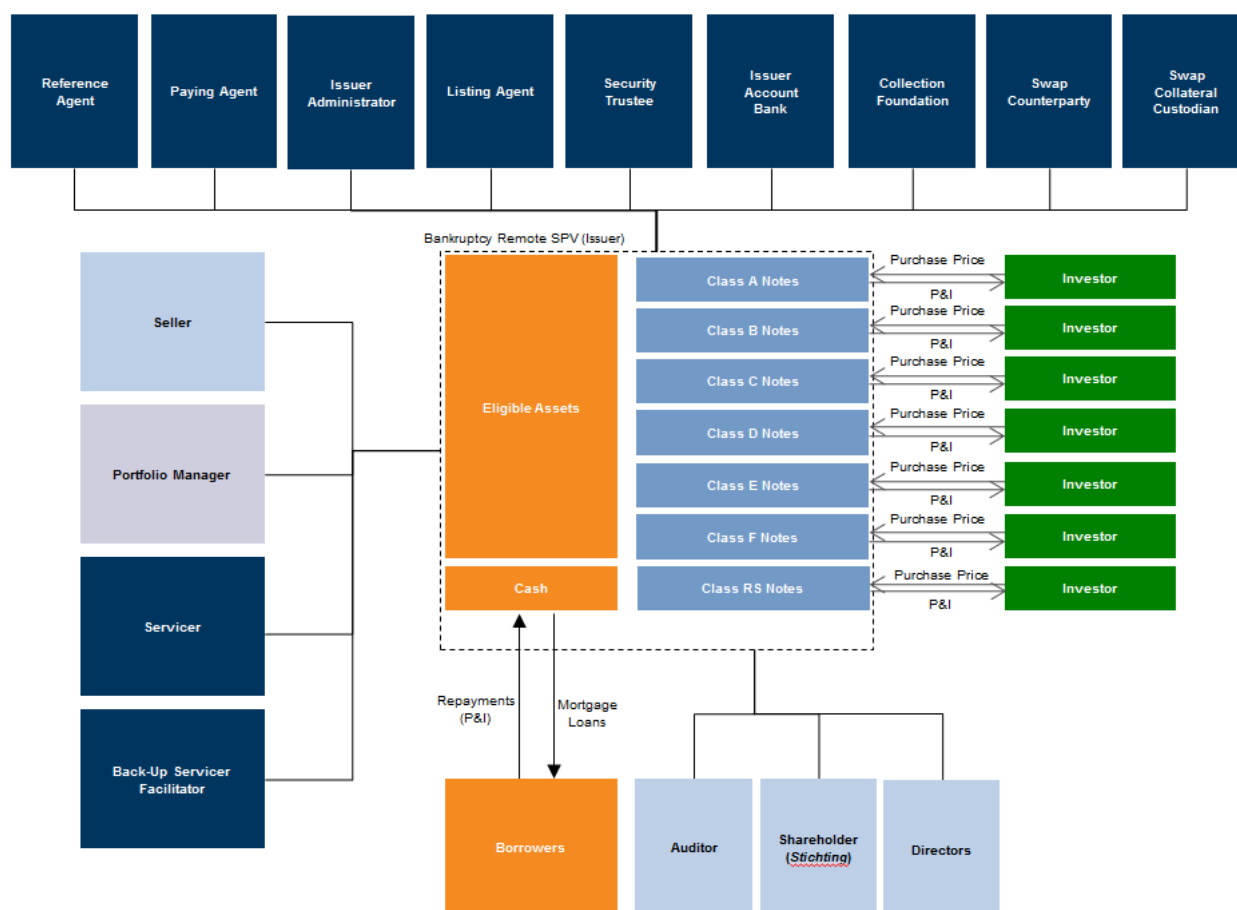 Reference
Agent
Paying Agent
Issuer
Administrator
Listing Agent
Security
Trustee
Issuer
Account
Bank
Collection
Foundation
Swap
Counterparty
Swap
Collateral
Custodian
Bankruptcy Remote SPV (Issuer)
Seller
Portfolio Manager
Servicer
Back-Up Servicer
Facilitator
Eligible Assets
Cash
Class A Notes
Purchase Price
P&I
Investor
Class B Notes
Purchase Price
P&I
Investor
Class C Notes
Purchase Price
P&I
Investor
Class D Notes
Purchase Price
P&I
Investor
Class E Notes
Purchase Price
P&I
Investor
Class F Notes
Purchase Price
P&I
Investor
Class RS Notes
Purchase Price
P&I
Investor
Repayments
(P&I)
Mortgage
Loans
Borrowers
Auditor
Shareholder
(Stichting)
Directors